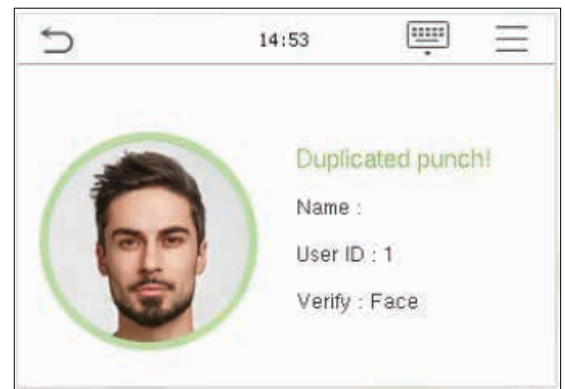 14:53
Duplicated punch!
Name :
User ID : 1
Verify : Face